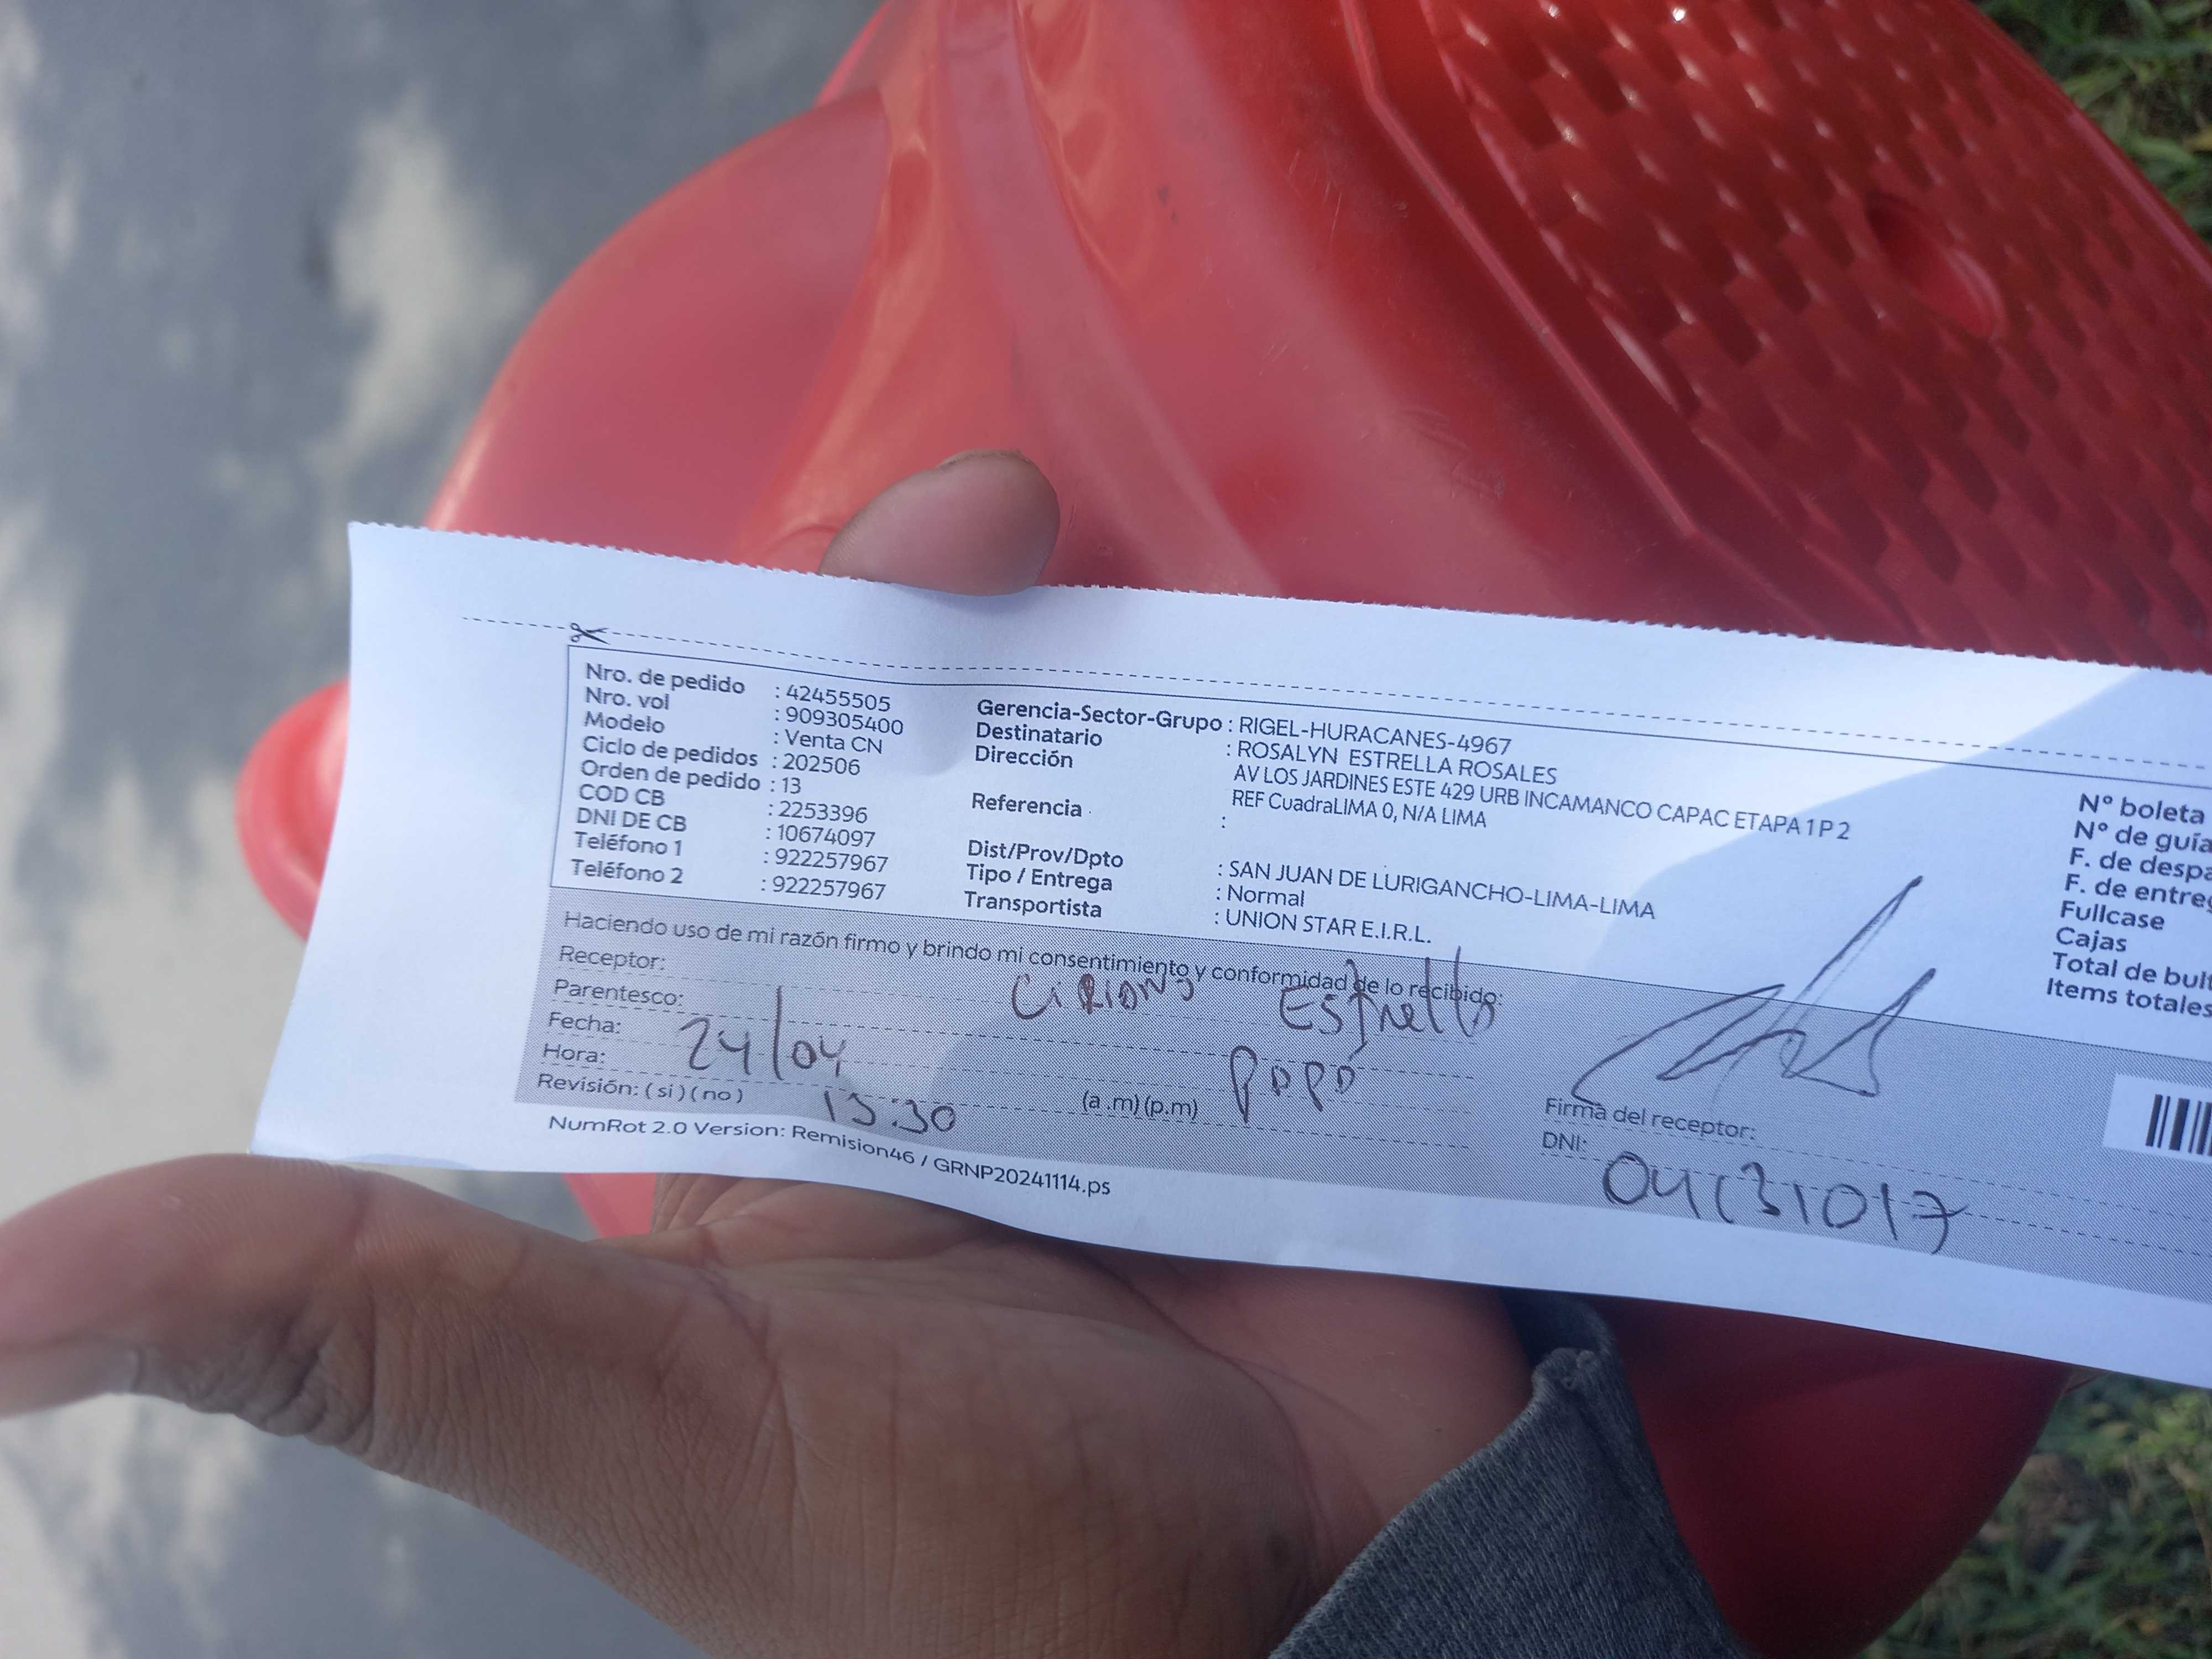 Nro. de pedido : 42455505
Nro. vol : 909305400
Modelo : Venta CN
Ciclo de pedidos : 202506
Orden de pedido : 13
COD CB : 2253396
DNI DE CB : 10674097
Teléfono 1 : 922257967
Teléfono 2 : 922257967
Gerencia-Sector-Grupo : RIGEL-HURACANES-4967
Destinatario : ROSALYN ESTRELLA ROSALES
Dirección AV LOS JARDINES ESTE 429 URB INCAMANCO CAPAC ETAPA 1 P 2
REF CuadraLIMA 0, N/A LIMA
Referencia :
Dist/Prov/Dpto : SAN JUAN DE LURIGANCHO-LIMA-LIMA
Tipo / Entrega : Normal
Transportista : UNION STAR E.I.R.L.
N° boleta
N° de guía
F. de despa
F. de entreg
Fullcase
Cajas
Total de bult
Items totales
Haciendo uso de mi razón firmo y brindo mi consentimiento y conformidad de lo recibido:
Receptor: Estrella
Parentesco: papá
Fecha: 24/04
Hora: 13:30 (a .m) (p.m)
Revisión: ( si ) ( no )
Firma del receptor:
DNI:
NumRot 2.0 Version: Remision46 / GRNP20241114.ps